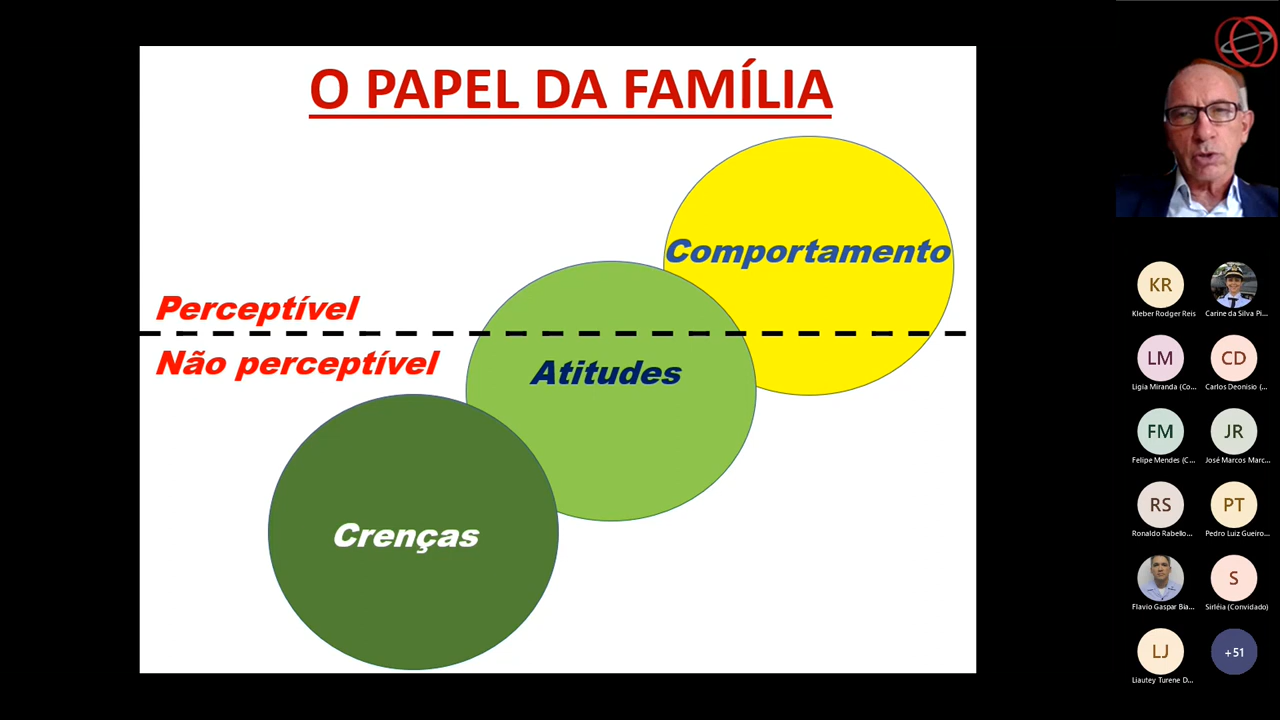 O PAPEL DA FAMÍLIA
Comportamento
Perceptível
Não perceptível
Atitudes
Crenças
KR
Kleber Rodger Reis
Carine da Silva Pi...
LM
Ligia Miranda (Co...
CD
Carlos Deonisio (...
FM
Felipe Mendes (C...
JR
José Marcos Marc...
RS
Ronaldo Rabello...
PT
Pedro Luiz Gueiro...
Flavio Gaspar Bia...
S
Sirléia (Convidado)
LJ
Liautey Turene D...
+51